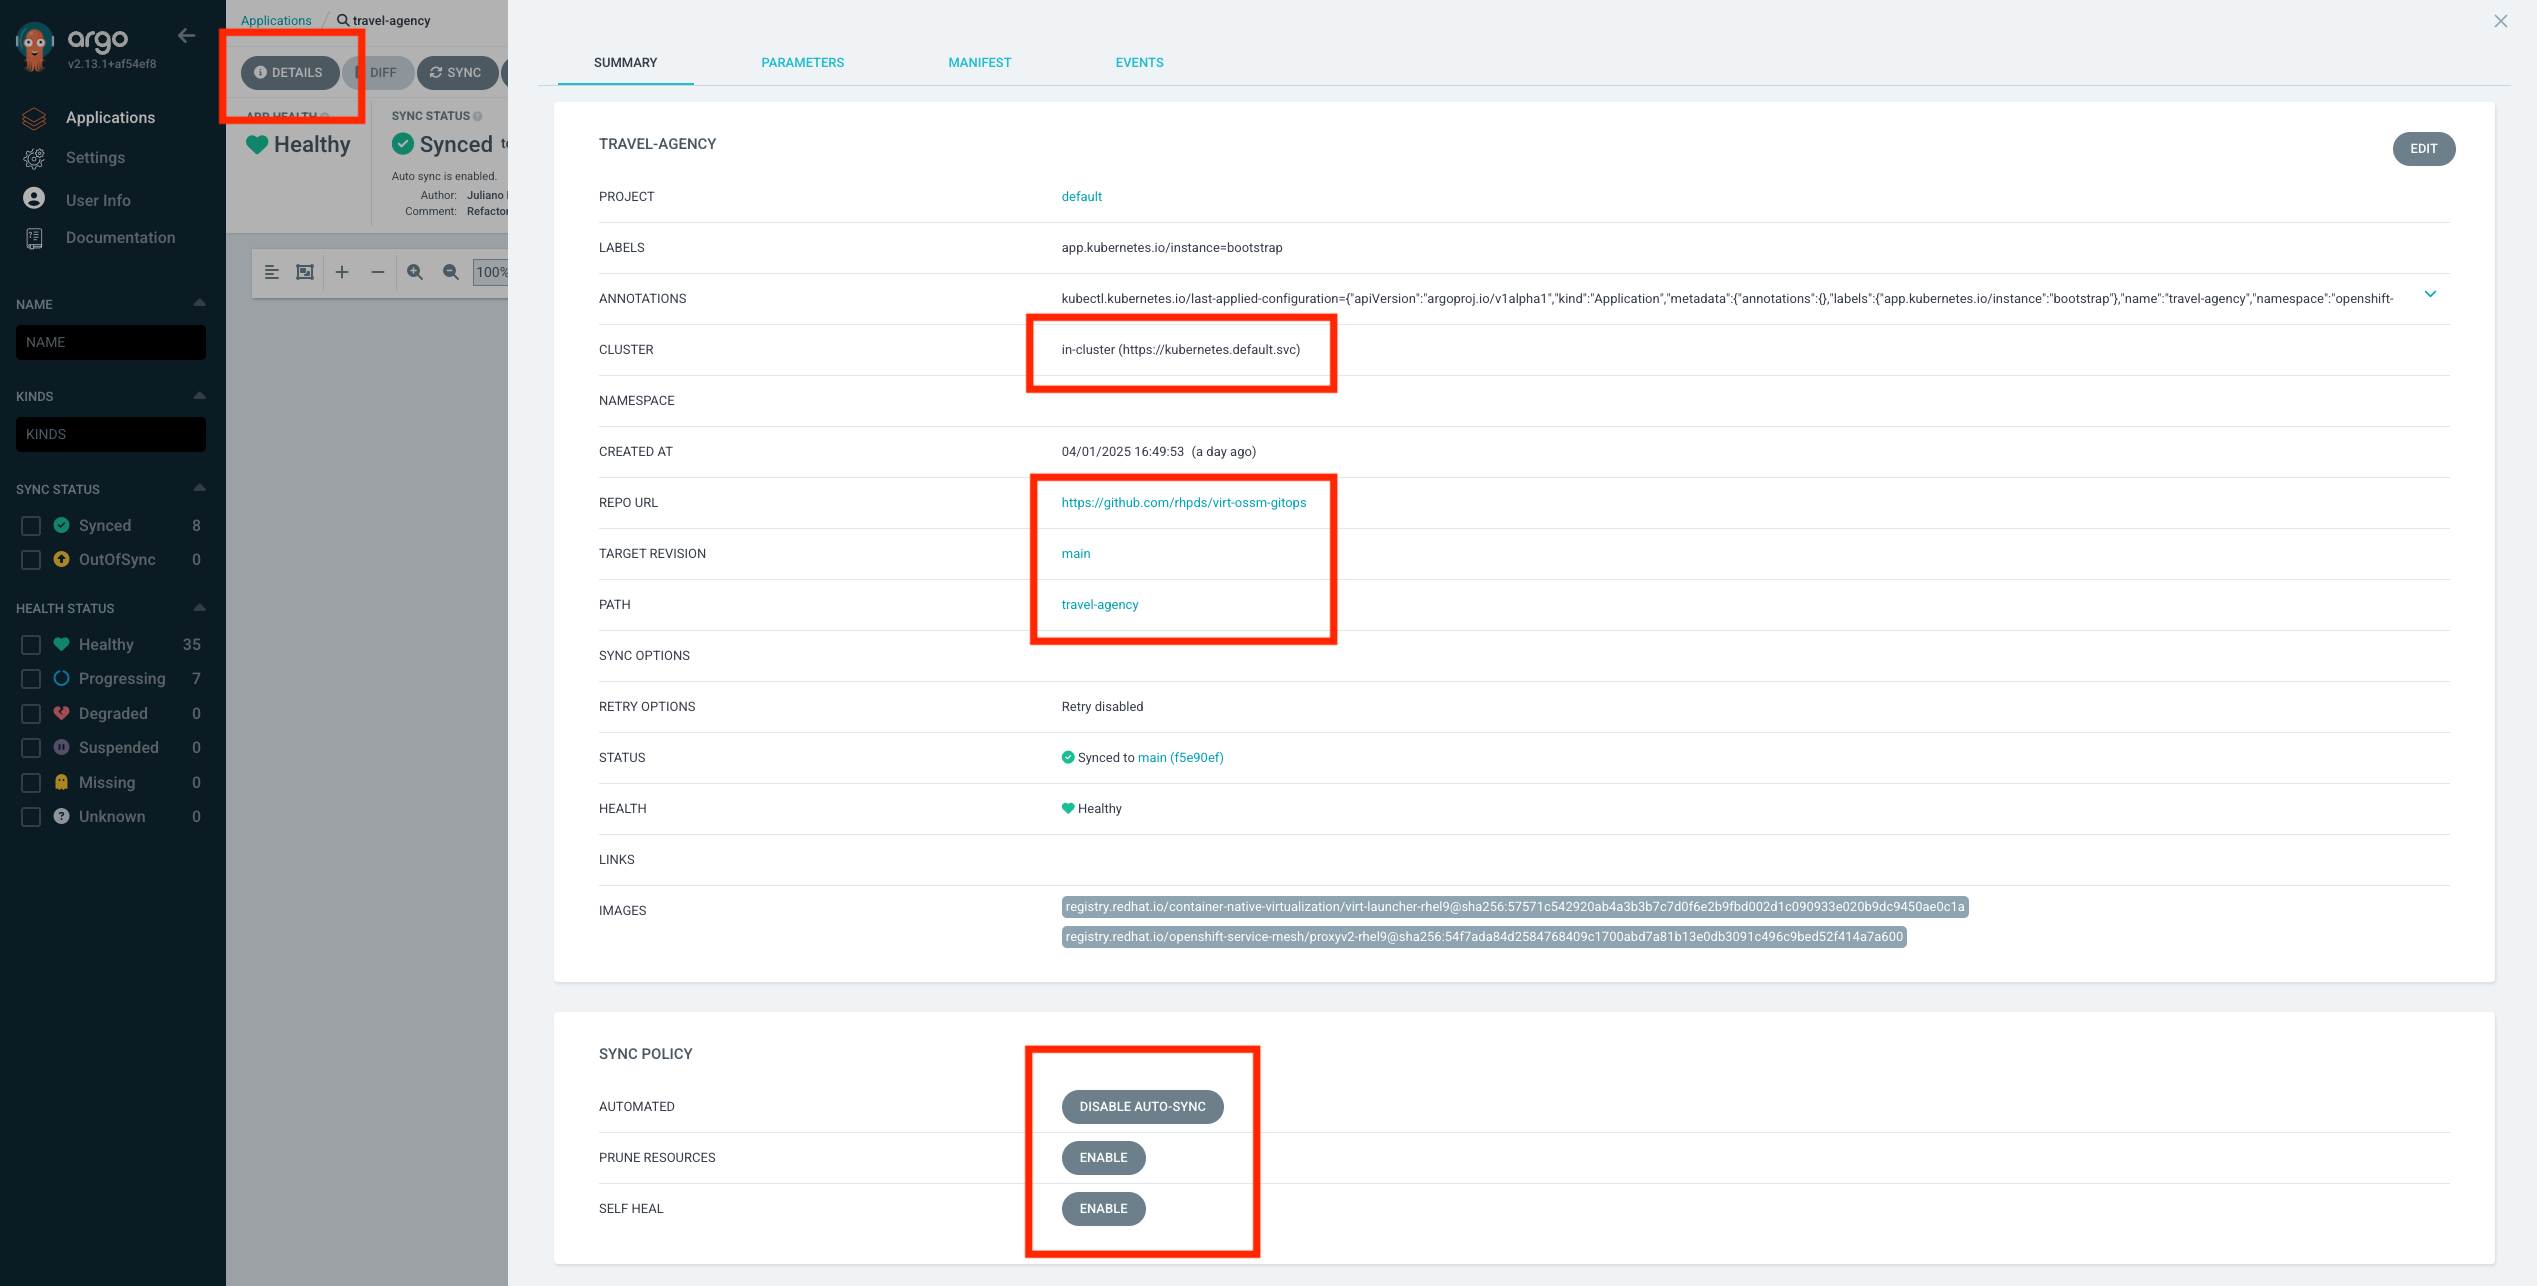 argo
v2.13.1+af54ef8
Applications
Settings
User Info
Documentation
NAME
NAME
KINDS
KINDS
SYNC STATUS
Synced 8
OutOfSync 0
HEALTH STATUS
Healthy 35
Progressing 7
Degraded 0
Suspended 0
Missing 0
Unknown 0
Applications / travel-agency
DETAILS DIFF SYNC
APP HEALTH
Healthy
SYNC STATUS
Synced
Auto sync is enabled.
Author: Juliano
Comment: Refactor
100%
SUMMARY PARAMETERS MANIFEST EVENTS
TRAVEL-AGENCY
EDIT
PROJECT default
LABELS app.kubernetes.io/instance=bootstrap
ANNOTATIONS kubectl.kubernetes.io/last-applied-configuration={"apiVersion":"argoproj.io/v1alpha1","kind":"Application","metadata":{"annotations":{},"labels":{"app.kubernetes.io/instance":"bootstrap"},"name":"travel-agency","namespace":"openshift-
CLUSTER in-cluster (https://kubernetes.default.svc)
NAMESPACE
CREATED AT 04/01/2025 16:49:53 (a day ago)
REPO URL https://github.com/rhpds/virt-ossm-gitops
TARGET REVISION main
PATH travel-agency
SYNC OPTIONS
RETRY OPTIONS Retry disabled
STATUS Synced to main (f5e90ef)
HEALTH Healthy
LINKS
IMAGES registry.redhat.io/container-native-virtualization/virt-launcher-rhel9@sha256:57571c542920ab4a3b3b7c7d0f6e2b9fbd002d1c090933e020b9dc9450ae0c1a
registry.redhat.io/openshift-service-mesh/proxyv2-rhel9@sha256:54f7ada84d2584768409c1700abd7a81b13e0db3091c496c9bed52f414a7a600
SYNC POLICY
AUTOMATED DISABLE AUTO-SYNC
PRUNE RESOURCES ENABLE
SELF HEAL ENABLE